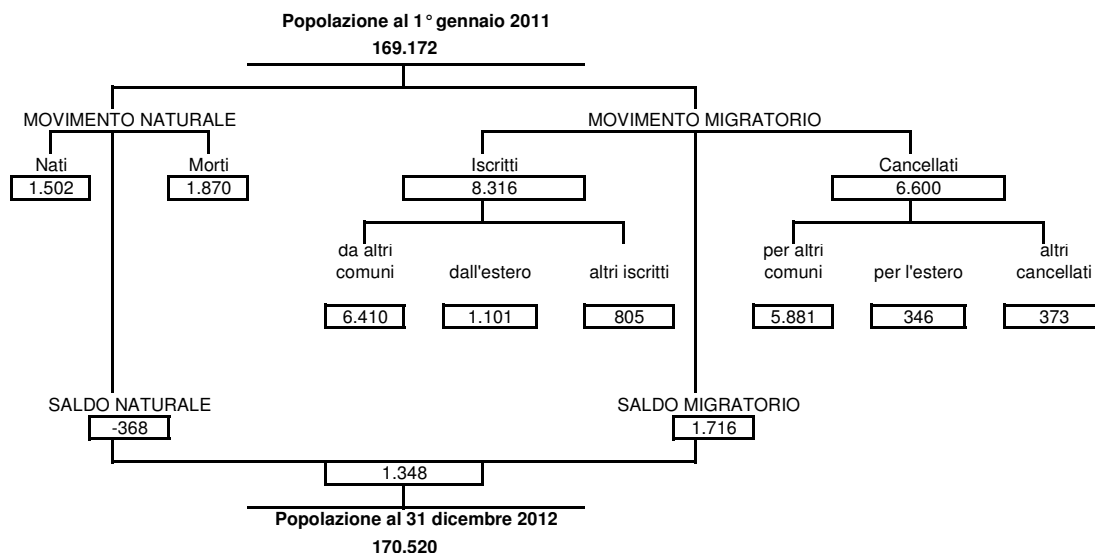 Popolazione al 1° gennaio 2011
169.172
MOVIMENTO NATURALE
MOVIMENTO MIGRATORIO
Nati
Morti
Iscritti
Cancellati
1.502
1.870
8.316
6.600
da altri
comuni
dall'estero
altri iscritti
per altri
comuni
per l'estero
altri
cancellati
6.410
1.101
805
5.881
346
373
SALDO NATURALE
SALDO MIGRATORIO
-368
1.716
1.348
Popolazione al 31 dicembre 2012
170.520